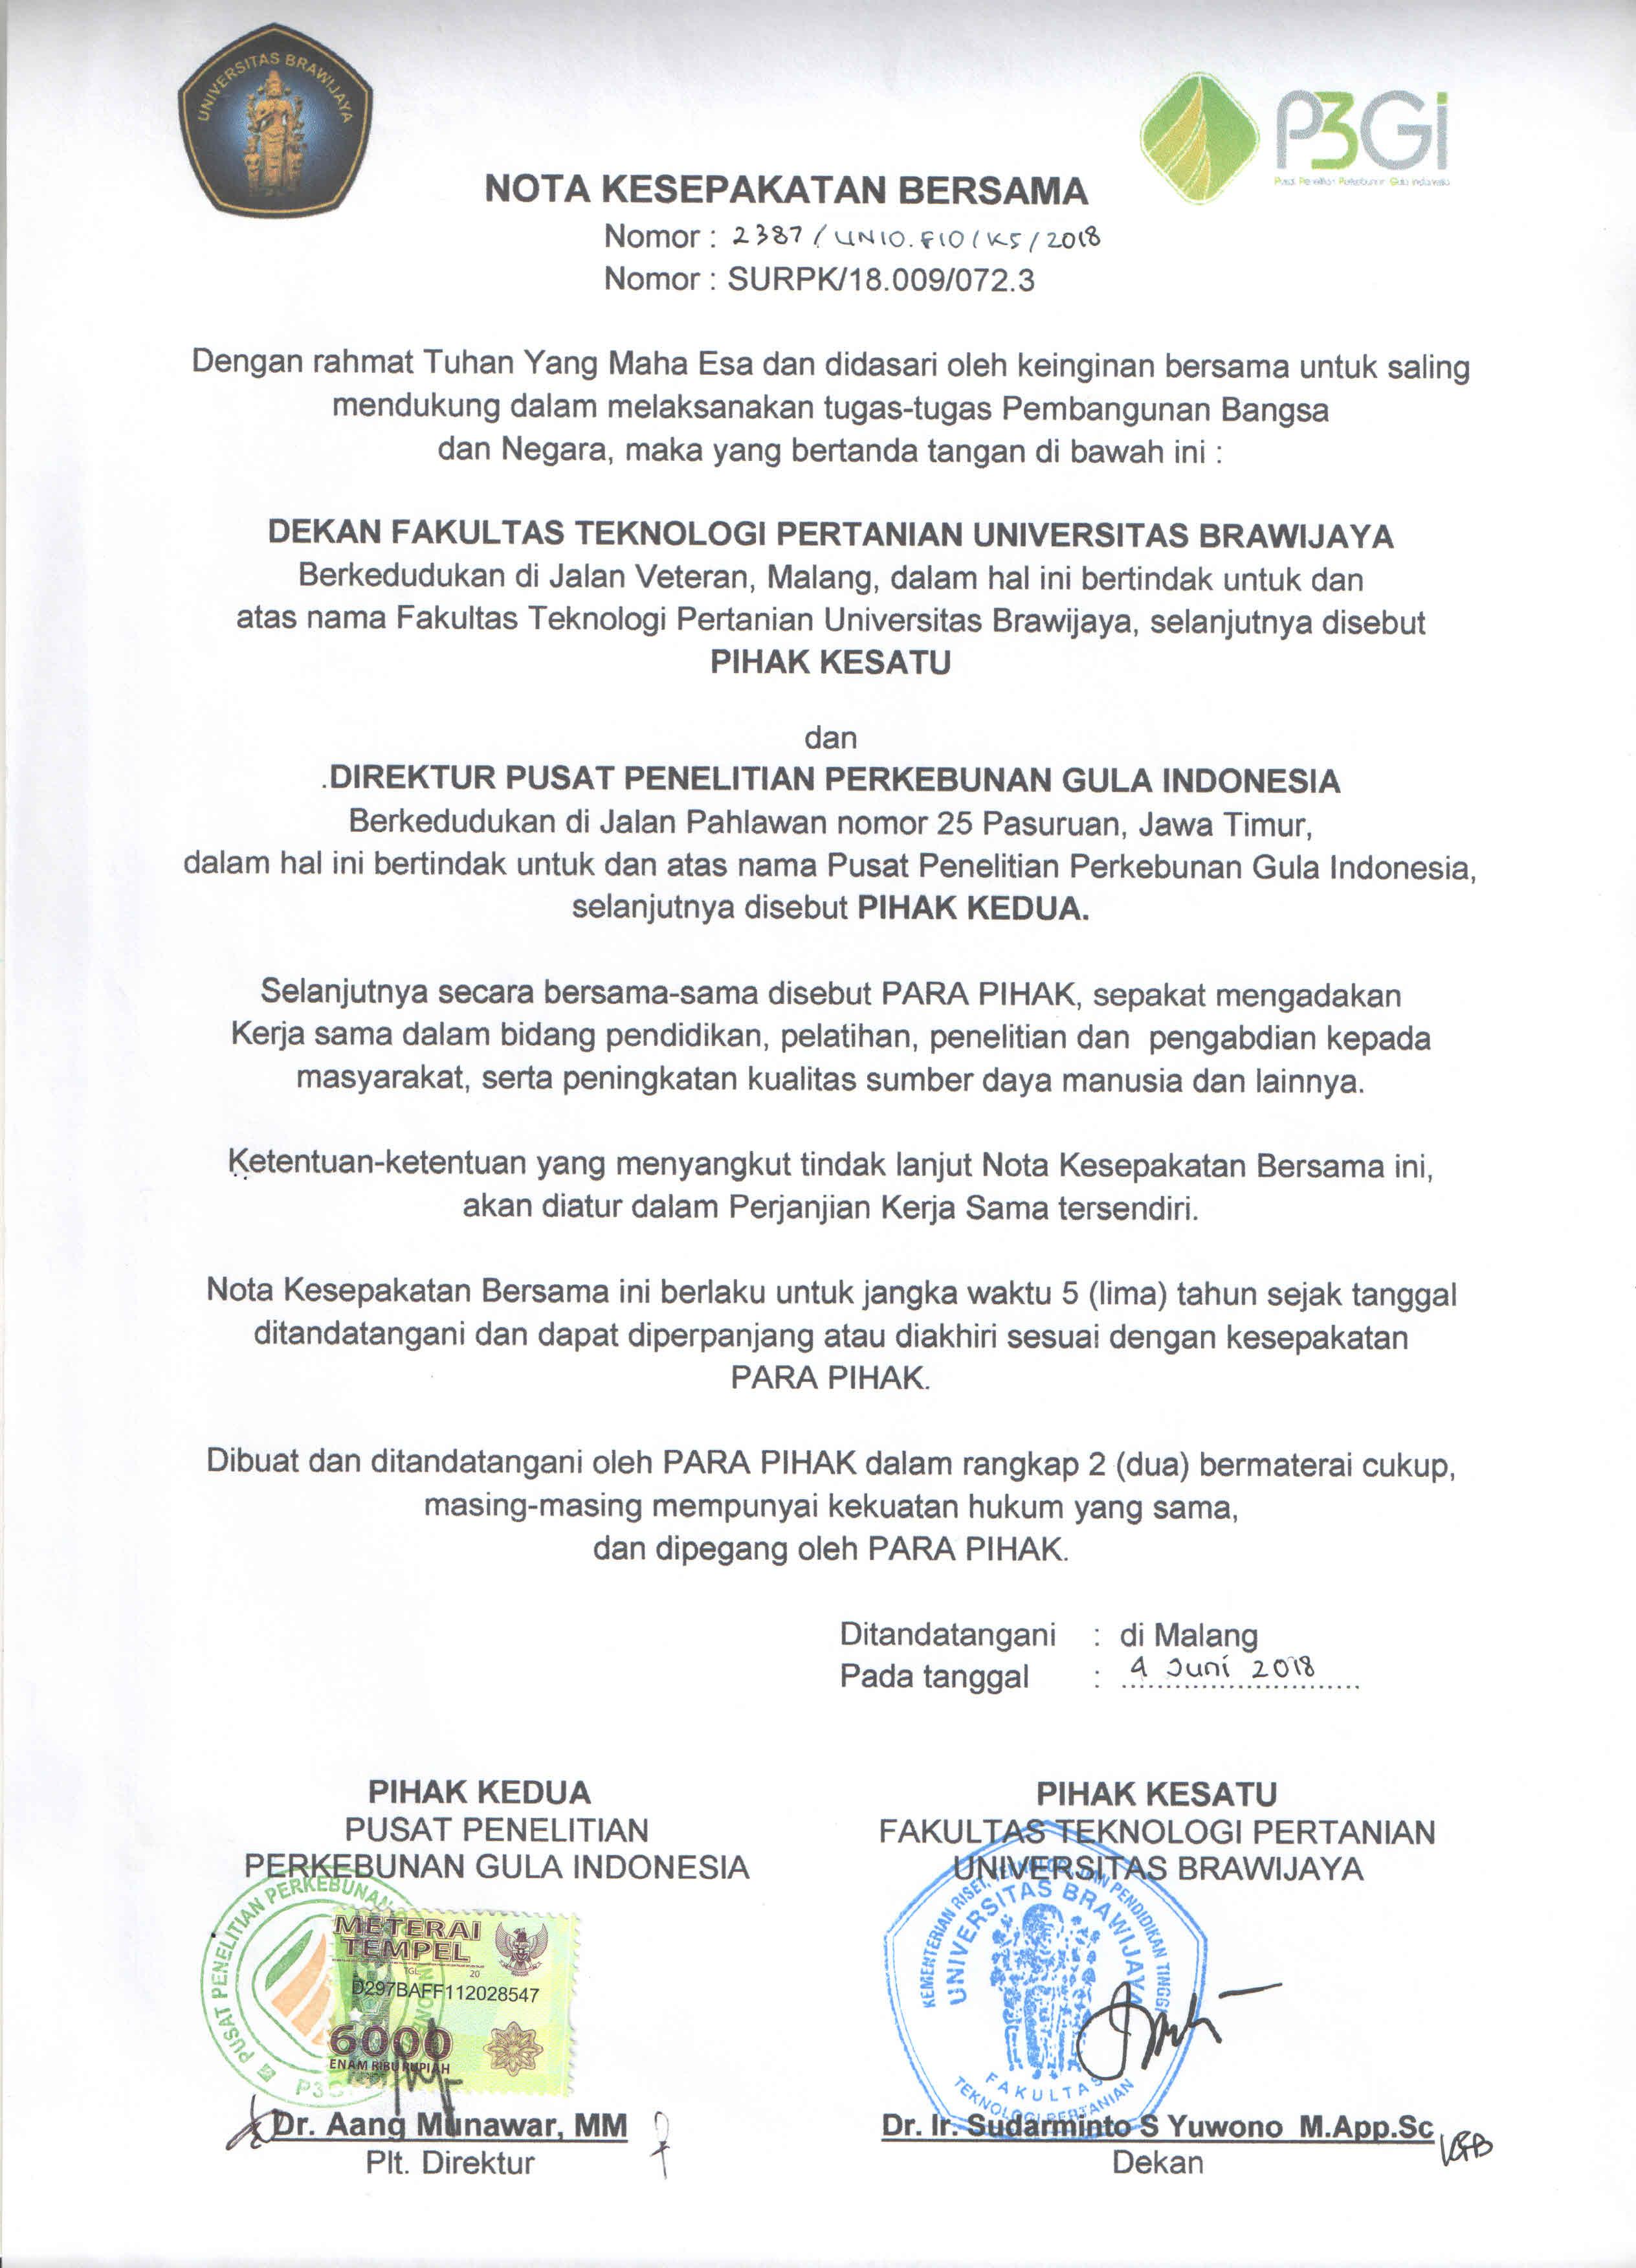 UNIVERSITAS BRAWIJAYA
P3Gi
Pusat Penelitian Perkebunan Gula Indonesia
NOTA KESEPAKATAN BERSAMA
Nomor : 2387/UN10.F10/KS/2018
Nomor : SURPK/18.009/072.3
Dengan rahmat Tuhan Yang Maha Esa dan didasari oleh keinginan bersama untuk saling
mendukung dalam melaksanakan tugas-tugas Pembangunan Bangsa
dan Negara, maka yang bertanda tangan di bawah ini :
DEKAN FAKULTAS TEKNOLOGI PERTANIAN UNIVERSITAS BRAWIJAYA
Berkedudukan di Jalan Veteran, Malang, dalam hal ini bertindak untuk dan
atas nama Fakultas Teknologi Pertanian Universitas Brawijaya, selanjutnya disebut
PIHAK KESATU
dan
.DIREKTUR PUSAT PENELITIAN PERKEBUNAN GULA INDONESIA
Berkedudukan di Jalan Pahlawan nomor 25 Pasuruan, Jawa Timur,
dalam hal ini bertindak untuk dan atas nama Pusat Penelitian Perkebunan Gula Indonesia,
selanjutnya disebut PIHAK KEDUA.
Selanjutnya secara bersama-sama disebut PARA PIHAK, sepakat mengadakan
Kerja sama dalam bidang pendidikan, pelatihan, penelitian dan pengabdian kepada
masyarakat, serta peningkatan kualitas sumber daya manusia dan lainnya.
Ketentuan-ketentuan yang menyangkut tindak lanjut Nota Kesepakatan Bersama ini,
akan diatur dalam Perjanjian Kerja Sama tersendiri.
Nota Kesepakatan Bersama ini berlaku untuk jangka waktu 5 (lima) tahun sejak tanggal
ditandatangani dan dapat diperpanjang atau diakhiri sesuai dengan kesepakatan
PARA PIHAK.
Dibuat dan ditandatangani oleh PARA PIHAK dalam rangkap 2 (dua) bermaterai cukup,
masing-masing mempunyai kekuatan hukum yang sama,
dan dipegang oleh PARA PIHAK.
Ditandatangani : di Malang
Pada tanggal : 4 Juni 2018
PIHAK KEDUA
PUSAT PENELITIAN
PERKEBUNAN GULA INDONESIA
PUSAT PENELITIAN PERKEBUNAN
METERAI
TEMPEL
TGL. 20
D297BAFF112028547
6000
ENAM RIBU RUPIAH
Dr. Aang Munawar, MM
Plt. Direktur
PIHAK KESATU
FAKULTAS TEKNOLOGI PERTANIAN
UNIVERSITAS BRAWIJAYA
KEMENTERIAN RISET, TEKNOLOGI, DAN PENDIDIKAN TINGGI
UNIVERSITAS BRAWIJAYA
FAKULTAS
TEKNOLOGI PERTANIAN
Dr. Ir. Sudarminto S Yuwono M.App.Sc
Dekan